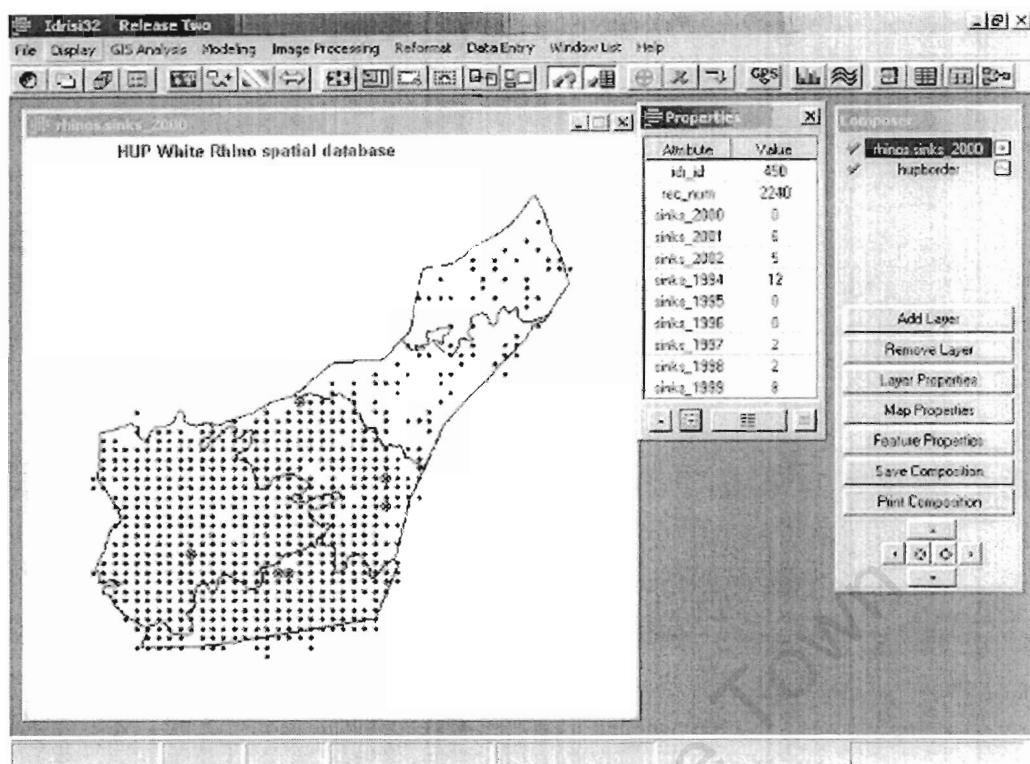 Idrisi32 Release Two
File Display GIS Analysis Modeling Image Processing Reformat Data Entry Window List Help
GPS
rhinos.sinks_2000
HUP White Rhino spatial database
Properties
Attribute Value
idr_id 450
rec_num 2240
sinks_2000 0
sinks_2001 6
sinks_2002 5
sinks_1994 12
sinks_1995 0
sinks_1996 0
sinks_1997 2
sinks_1998 2
sinks_1999 8
Composer
rhinos.sinks_2000
hupborder
Add Layer
Remove Layer
Layer Properties
Map Properties
Feature Properties
Save Composition
Print Composition
Town